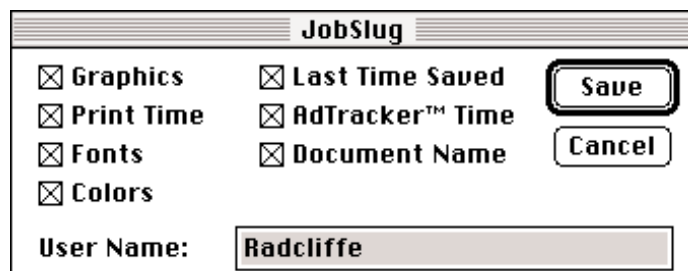 JobSlug
Graphics
Last Time Saved
Save
Print Time
AdTracker™ Time
Fonts
Document Name
Cancel
Colors
User Name:
Radcliffe